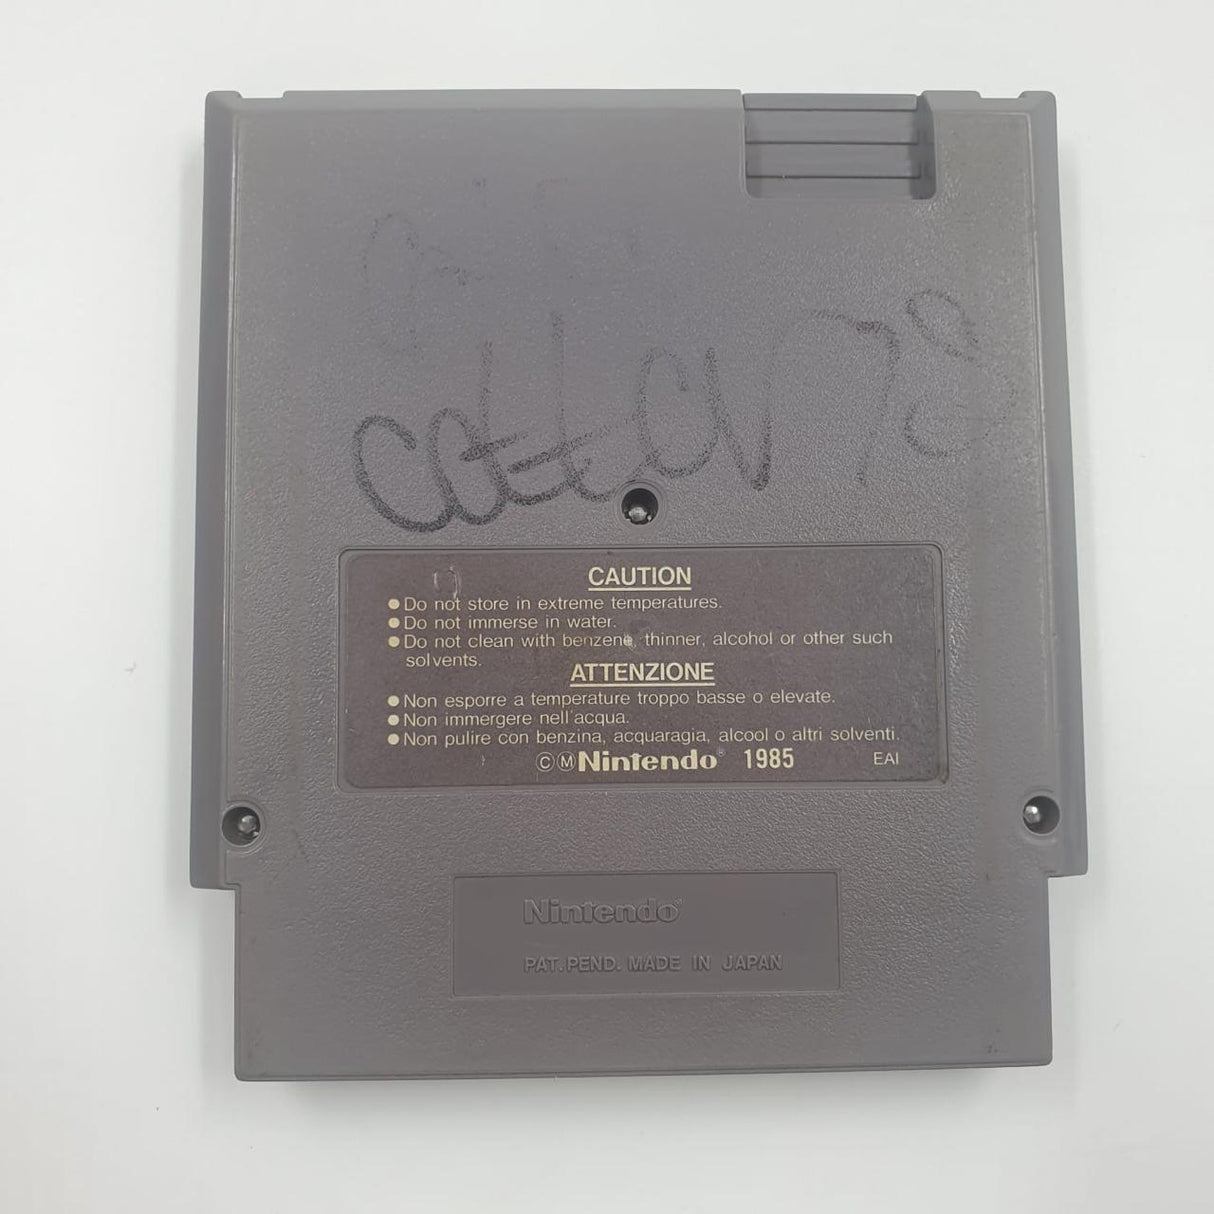 CAUTION
● Do not store in extreme temperatures.
● Do not immerse in water.
● Do not clean with benzene, thinner, alcohol or other such
solvents.
ATTENZIONE
● Non esporre a temperature troppo basse o elevate.
● Non immergere nell'acqua.
● Non pulire con benzina, acquaragia, alcool o altri solventi.
©Ⓜ Nintendo® 1985 EAI
Nintendo®
PAT. PEND. MADE IN JAPAN